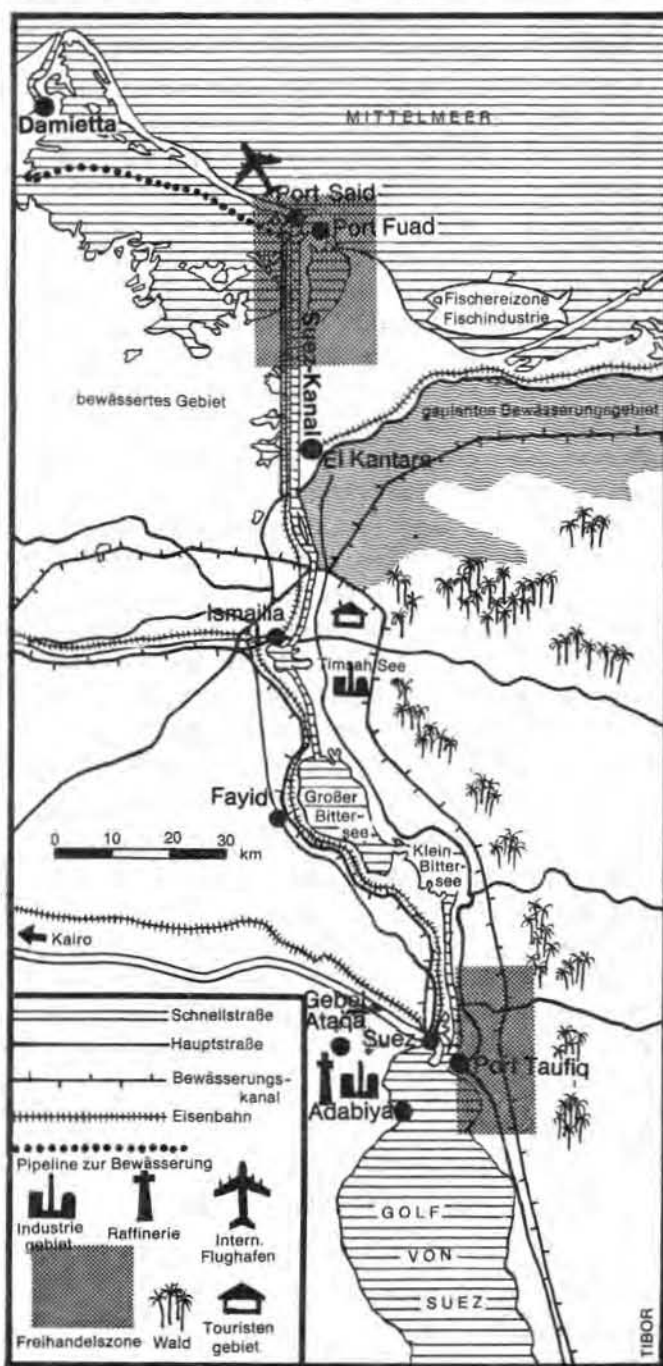 MITTELMEER
Damietta
Port Said
Port Fuad
Fischereizone
Fischindustrie
Suez-Kanal
bewässertes Gebiet
geplantes Bewässerungsgebiet
El Kantara
Ismailia
Timsah See
Fayid
Großer
Bitter-
see
Klein-
Bitter-
see
0 10 20 30
km
Kairo
Gebel
Ataqa
Suez
Port Taufiq
Adabiya
GOLF
VON
SUEZ
Schnellstraße
Hauptstraße
Bewässerungs-
kanal
Eisenbahn
Pipeline zur Bewässerung
Industrie
gebiet
Raffinerie
Intern.
Flughafen
Freihandelszone
Wald
Touristen
gebiet
TIBOR